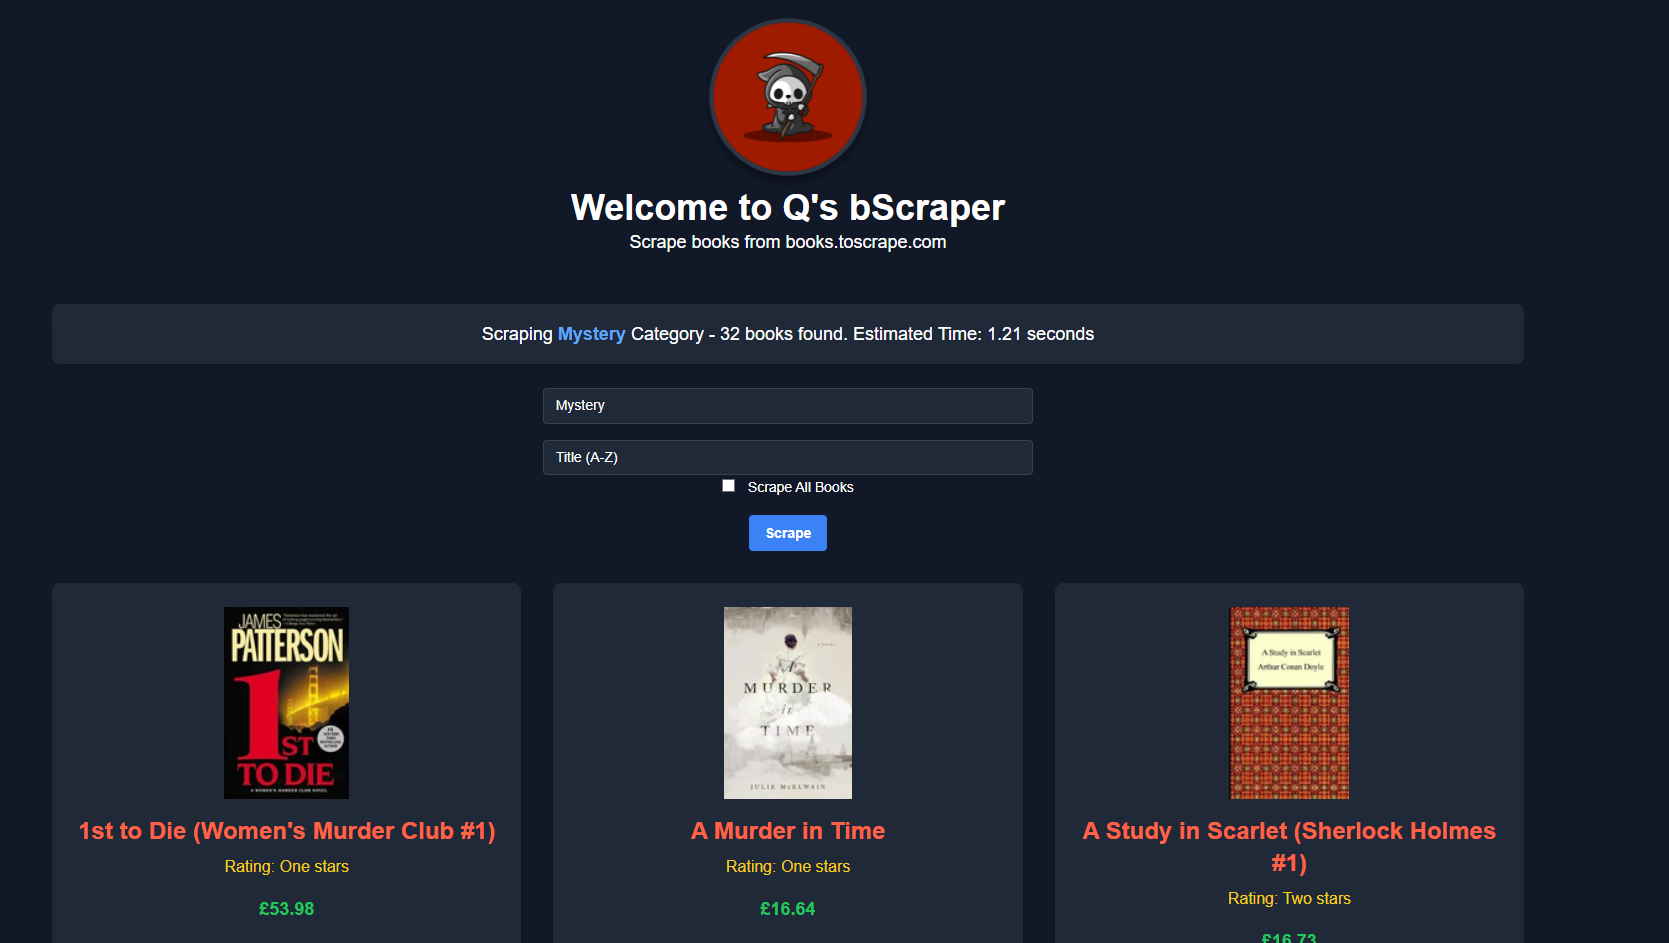 Welcome to Q's bScraper
Scrape books from books.toscrape.com
Scraping Mystery Category - 32 books found. Estimated Time: 1.21 seconds
Mystery
Title (A-Z)
Scrape All Books
Scrape
JAMES
PATTERSON
1ST
TO DIE
A WOMEN'S MURDER CLUB NOVEL
1st to Die (Women's Murder Club #1)
Rating: One stars
£53.98
A NOVEL
A
MURDER
in
TIME
JULIE McELWAIN
A Murder in Time
Rating: One stars
£16.64
A Study in Scarlet
Arthur Conan Doyle
A Study in Scarlet (Sherlock Holmes
#1)
Rating: Two stars
£16.73